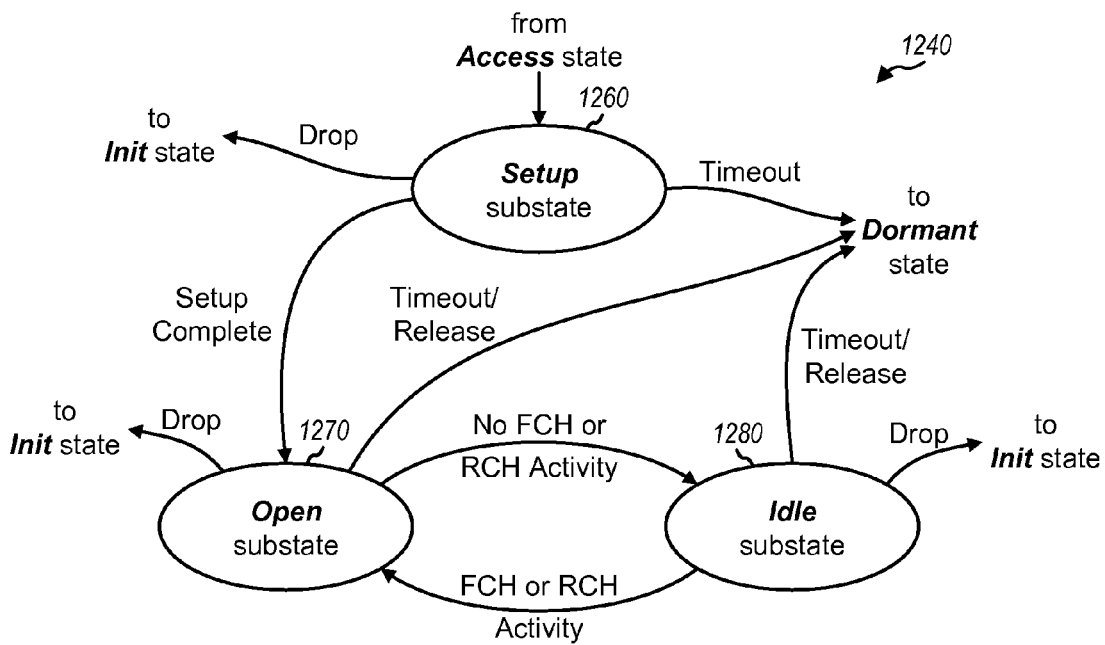 from
Access state
1240
1260
to
Init state
Drop
Setup
substate
Timeout
to
Dormant
state
Setup
Complete
Timeout/
Release
Timeout/
Release
to
Init state
Drop
1270
No FCH or
RCH Activity
1280
Drop
to
Init state
Open
substate
Idle
substate
FCH or RCH
Activity